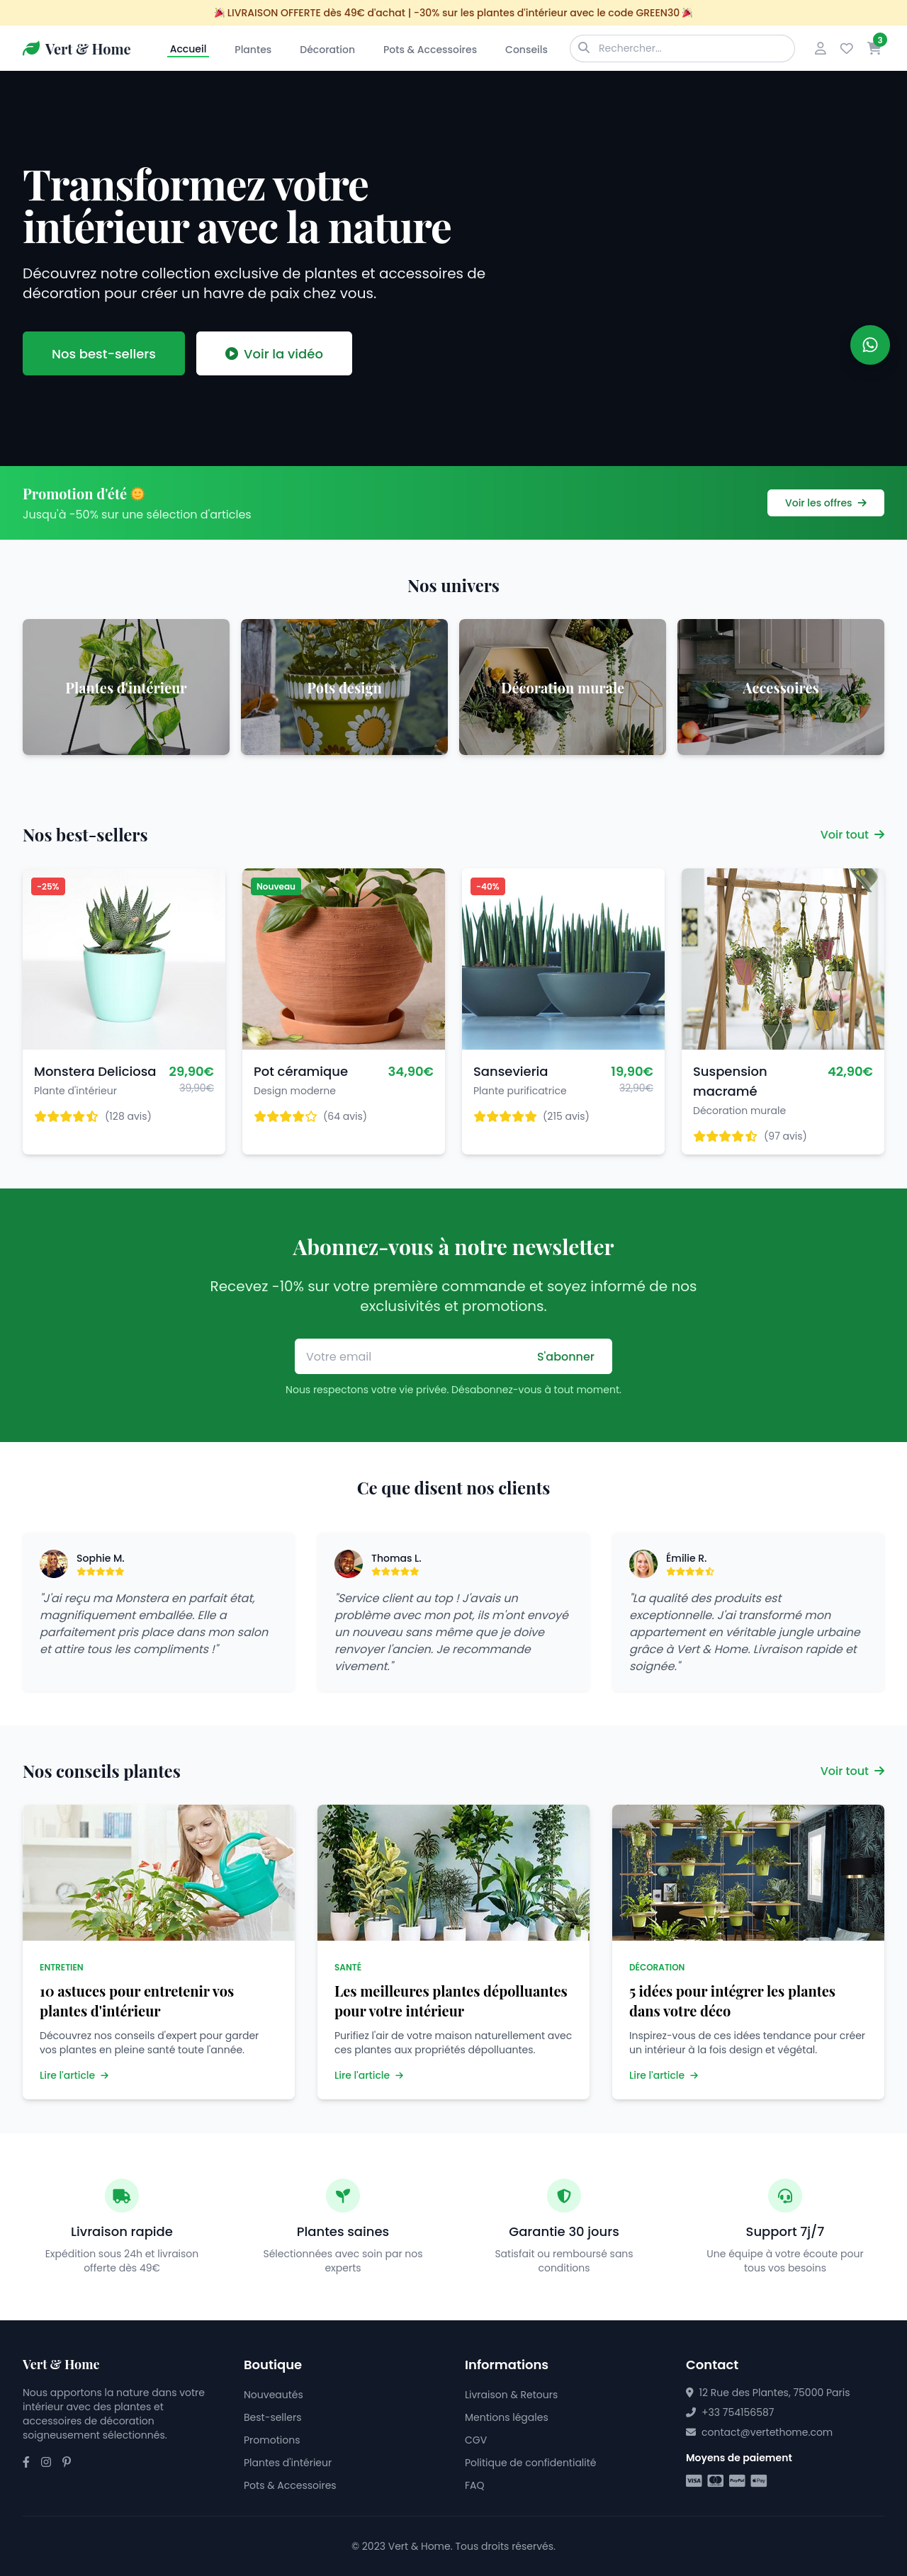 🎉 LIVRAISON OFFERTE dès 49€ d'achat | -30% sur les plantes d'intérieur avec le code GREEN30 🎉
Vert & Home
Accueil
Plantes
Décoration
Pots & Accessoires
Conseils
Rechercher...
3
Transformez votre
intérieur avec la nature
Découvrez notre collection exclusive de plantes et accessoires de
décoration pour créer un havre de paix chez vous.
Nos best-sellers
Voir la vidéo
Promotion d'été 🌞
Jusqu'à -50% sur une sélection d'articles
Voir les offres →
Nos univers
Plantes d'intérieur
Pots design
Décoration murale
Accessoires
Nos best-sellers
Voir tout →
-25%
Nouveau
-40%
Monstera Deliciosa
29,90€
39,90€
Plante d'intérieur
(128 avis)
Pot céramique
34,90€
Design moderne
(64 avis)
Sansevieria
19,90€
32,90€
Plante purificatrice
(215 avis)
Suspension
macramé
42,90€
Décoration murale
(97 avis)
Abonnez-vous à notre newsletter
Recevez -10% sur votre première commande et soyez informé de nos
exclusivités et promotions.
Votre email
S'abonner
Nous respectons votre vie privée. Désabonnez-vous à tout moment.
Ce que disent nos clients
Sophie M.
"J'ai reçu ma Monstera en parfait état,
magnifiquement emballée. Elle a
parfaitement pris place dans mon salon
et attire tous les compliments !"
Thomas L.
"Service client au top ! J'avais un
problème avec mon pot, ils m'ont envoyé
un nouveau sans même que je doive
renvoyer l'ancien. Je recommande
vivement."
Émilie R.
"La qualité des produits est
exceptionnelle. J'ai transformé mon
appartement en véritable jungle urbaine
grâce à Vert & Home. Livraison rapide et
soignée."
Nos conseils plantes
Voir tout →
ENTRETIEN
10 astuces pour entretenir vos
plantes d'intérieur
Découvrez nos conseils d'expert pour garder
vos plantes en pleine santé toute l'année.
Lire l'article →
SANTÉ
Les meilleures plantes dépolluantes
pour votre intérieur
Purifiez l'air de votre maison naturellement avec
ces plantes aux propriétés dépolluantes.
Lire l'article →
DÉCORATION
5 idées pour intégrer les plantes
dans votre déco
Inspirez-vous de ces idées tendance pour créer
un intérieur à la fois design et végétal.
Lire l'article →
Livraison rapide
Expédition sous 24h et livraison
offerte dès 49€
Plantes saines
Sélectionnées avec soin par nos
experts
Garantie 30 jours
Satisfait ou remboursé sans
conditions
Support 7j/7
Une équipe à votre écoute pour
tous vos besoins
Vert & Home
Nous apportons la nature dans votre
intérieur avec des plantes et
accessoires de décoration
soigneusement sélectionnés.
Boutique
Nouveautés
Best-sellers
Promotions
Plantes d'intérieur
Pots & Accessoires
Informations
Livraison & Retours
Mentions légales
CGV
Politique de confidentialité
FAQ
Contact
12 Rue des Plantes, 75000 Paris
+33 754156587
contact@vertethome.com
Moyens de paiement
VISA
PayPal
Pay
© 2023 Vert & Home. Tous droits réservés.